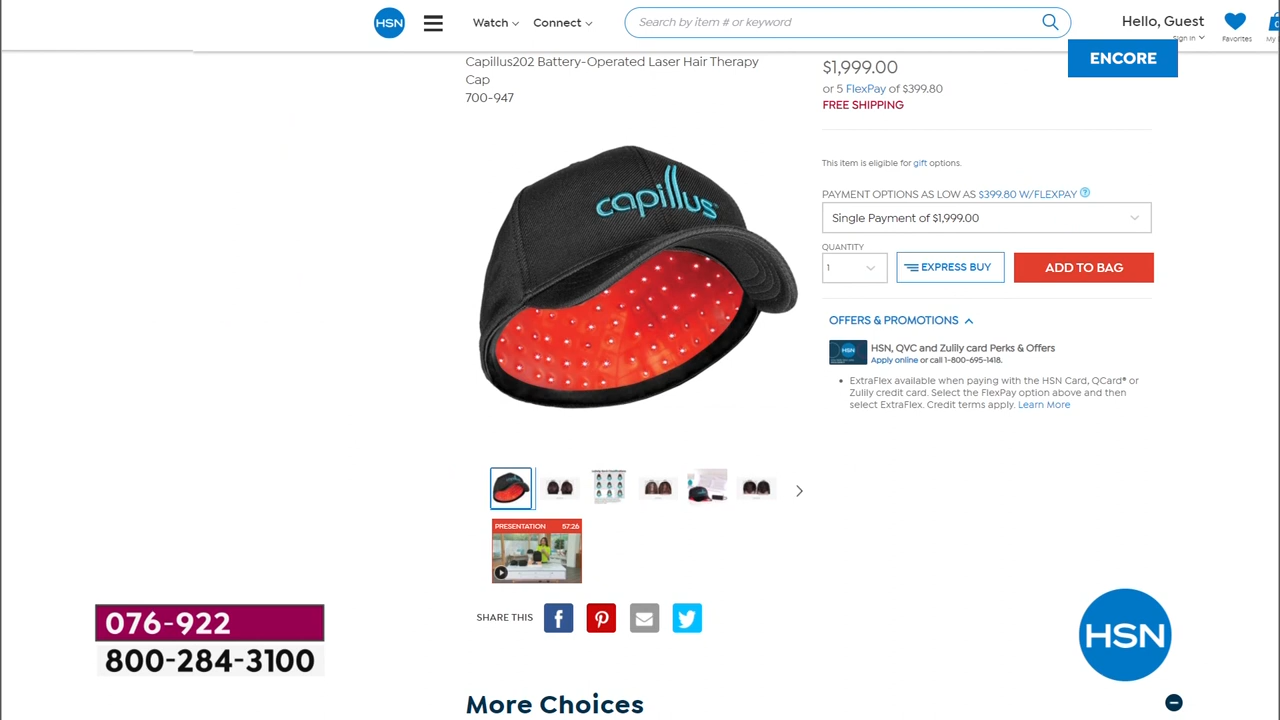 HSN
Watch
Connect
Search by item # or keyword
Hello, Guest
Sign In
Favorites
My
ENCORE
Capillus202 Battery-Operated Laser Hair Therapy
Cap
700-947
$1,999.00
or 5 FlexPay of $399.80
FREE SHIPPING
This item is eligible for gift options.
PAYMENT OPTIONS AS LOW AS $399.80 W/FLEXPAY ?
Single Payment of $1,999.00
QUANTITY
1
EXPRESS BUY
ADD TO BAG
OFFERS & PROMOTIONS
HSN
HSN, QVC and Zulily card Perks & Offers
Apply online or call 1-800-695-1418.
• ExtraFlex available when paying with the HSN Card, QCard® or
Zulily credit card. Select the FlexPay option above and then
select ExtraFlex. Credit terms apply. Learn More
capillus®
PRESENTATION 57:26
SHARE THIS
076-922
800-284-3100
HSN
More Choices